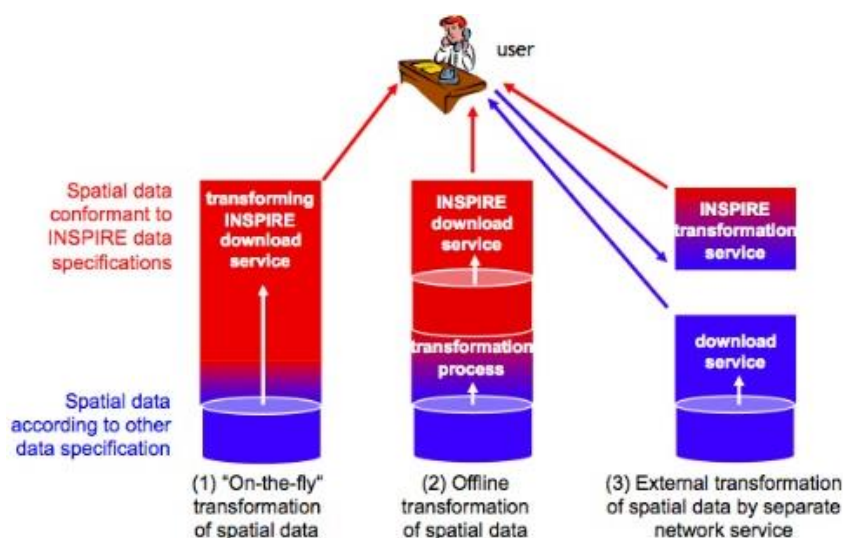 user
Spatial data
conformant to
INSPIRE data
specifications
transforming
INSPIRE
download
service
INSPIRE
download
service
INSPIRE
transformation
service
transformation
process
download
service
Spatial data
according to other
data specification
(1) "On-the-fly"
transformation
of spatial data
(2) Offline
transformation
of spatial data
(3) External transformation
of spatial data by separate
network service